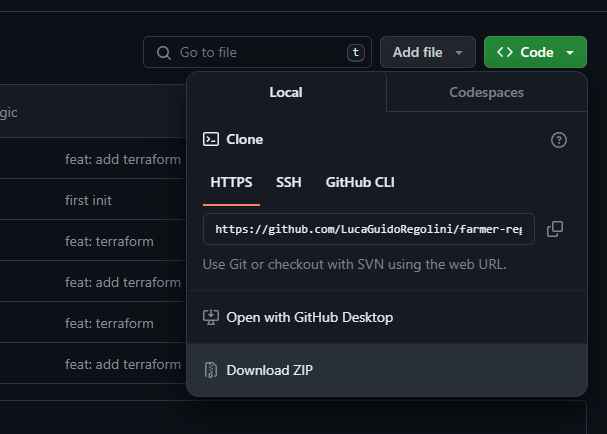 Go to file t Add file Code
Local Codespaces
gic
Clone
feat: add terraform
HTTPS SSH GitHub CLI
first init
https://github.com/LucaGuidoRegolini/farmer-reg
feat: terraform
Use Git or checkout with SVN using the web URL.
feat: add terraform
Open with GitHub Desktop
feat: terraform
feat: add terraform
Download ZIP